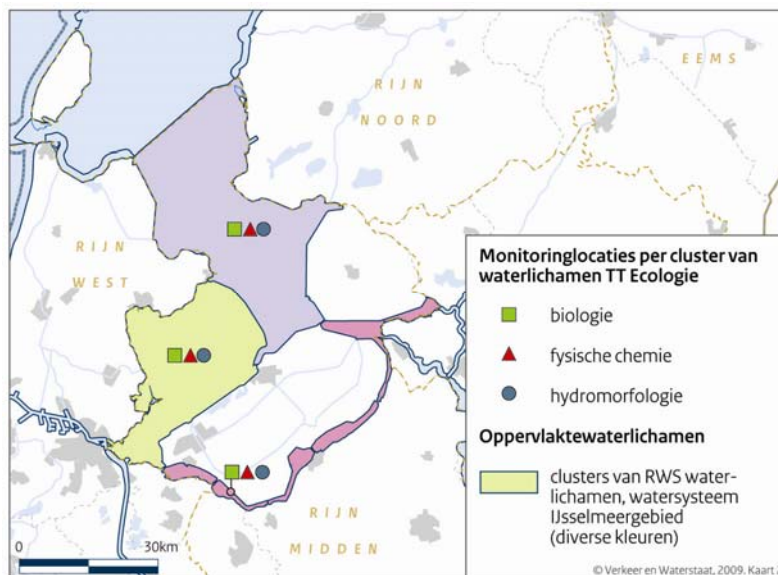 EEMS
RIJN
NOORD
RIJN
WEST
Monitoringlocaties per cluster van
waterlichamen TT Ecologie
biologie
fysische chemie
hydromorfologie
Oppervlaktewaterlichamen
clusters van RWS water-
lichamen, watersysteem
IJsselmeergebied
(diverse kleuren)
RIJN
MIDDEN
0 30km
© Verkeer en Waterstaat, 2009. Kaart